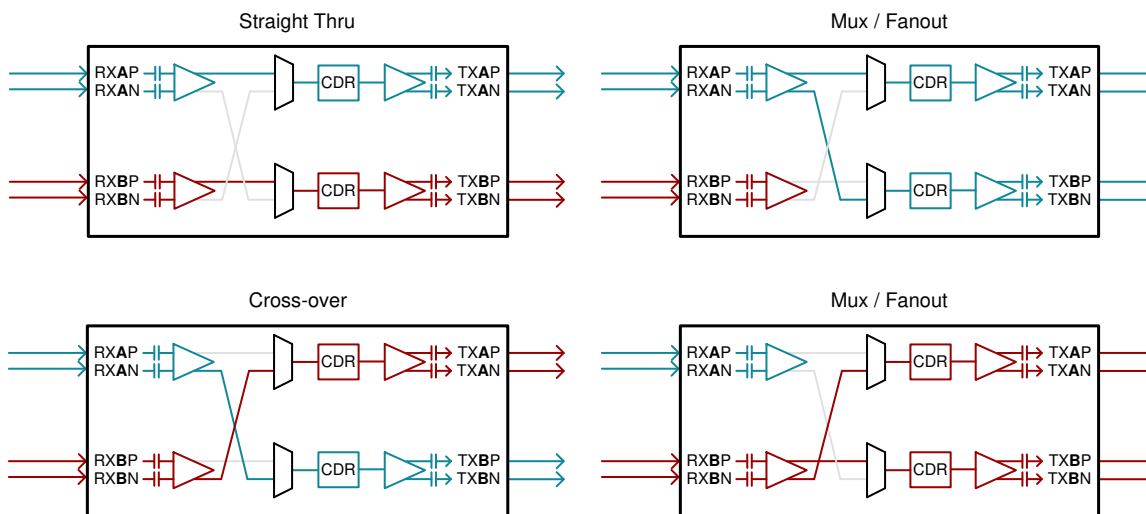 Straight Thru
RXAP CDR TXAP
RXAN TXAN
RXBP CDR TXBP
RXBN TXBN
Mux / Fanout
RXAP CDR TXAP
RXAN TXAN
RXBP CDR TXBP
RXBN TXBN
Cross-over
RXAP CDR TXAP
RXAN TXAN
RXBP CDR TXBP
RXBN TXBN
Mux / Fanout
RXAP CDR TXAP
RXAN TXAN
RXBP CDR TXBP
RXBN TXBN